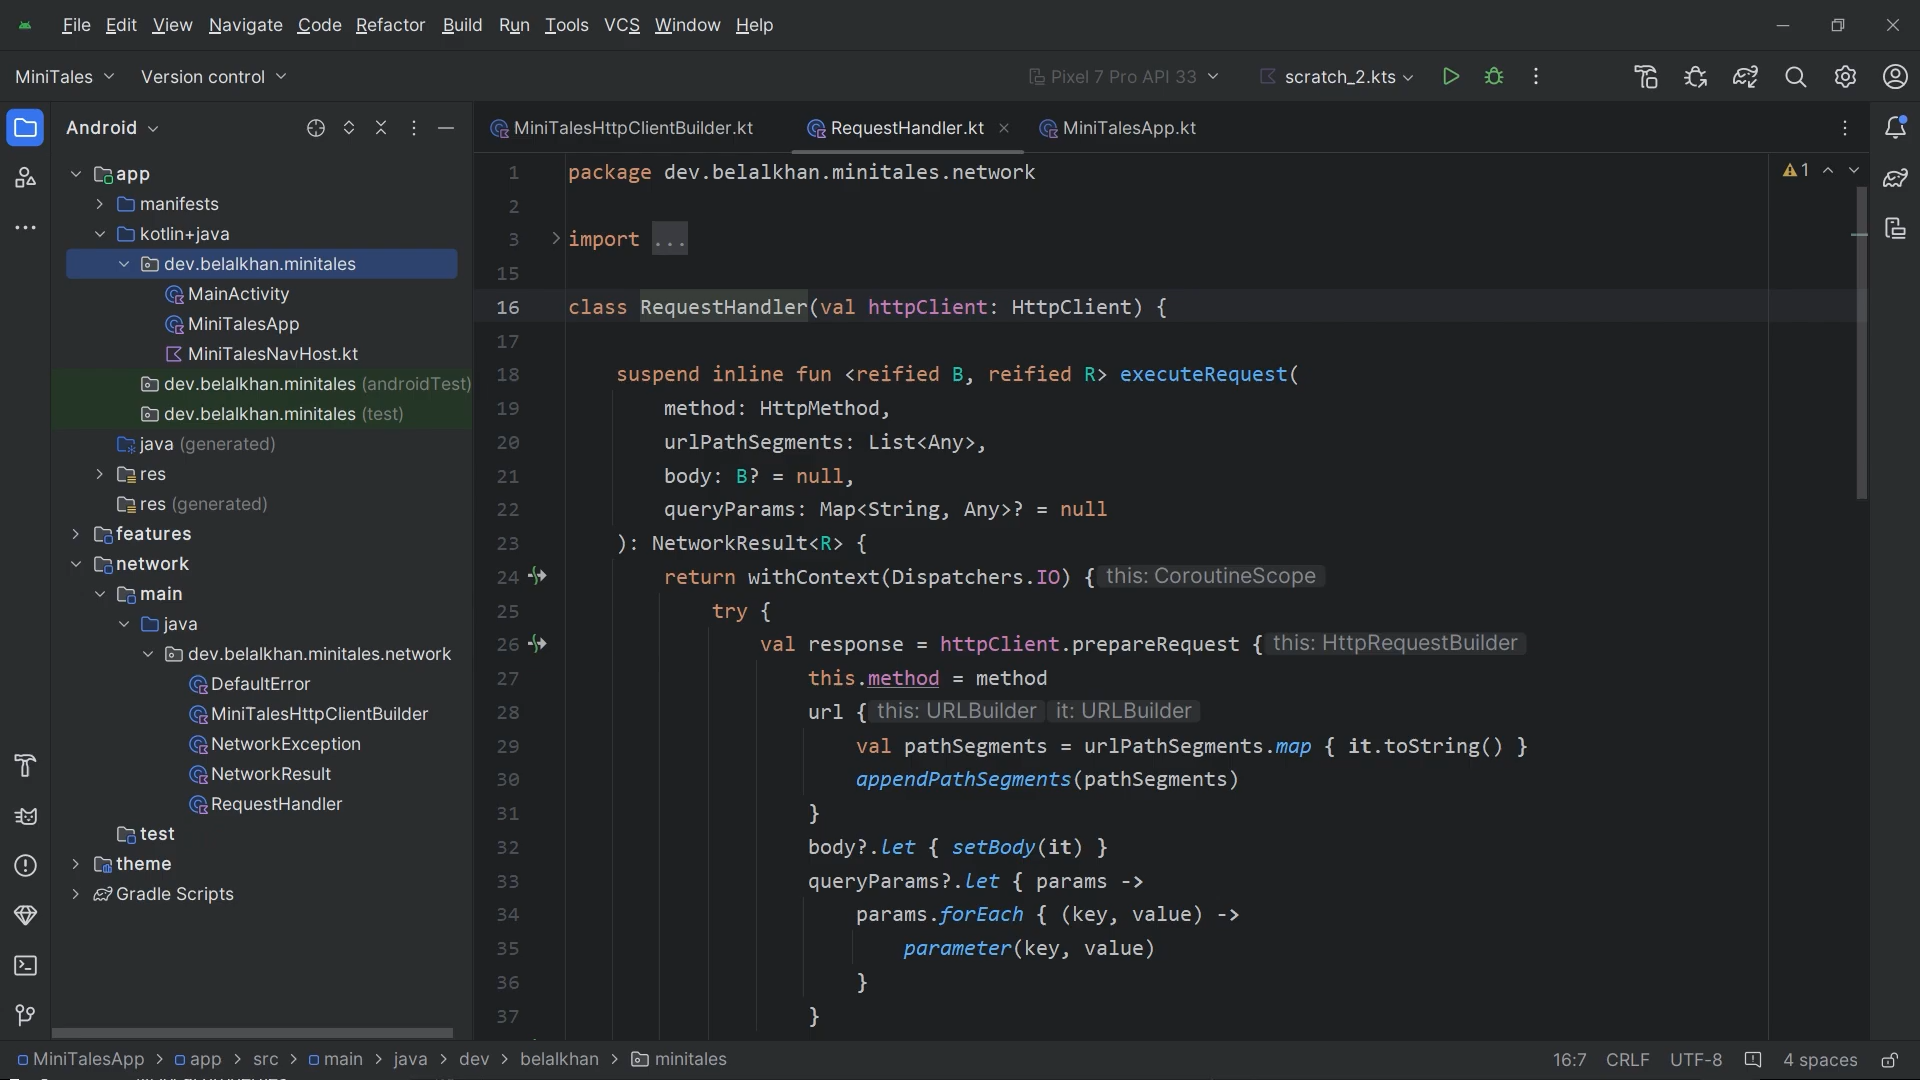 File Edit View Navigate Code Refactor Build Run Tools VCS Window Help
MiniTales Version control Pixel 7 Pro API 33 scratch_2.kts
Android
app
manifests
kotlin+java
dev.belalkhan.minitales
MainActivity
MiniTalesApp
MiniTalesNavHost.kt
dev.belalkhan.minitales (androidTest)
dev.belalkhan.minitales (test)
java (generated)
res
res (generated)
features
network
main
java
dev.belalkhan.minitales.network
DefaultError
MiniTalesHttpClientBuilder
NetworkException
NetworkResult
RequestHandler
test
theme
Gradle Scripts
MiniTalesHttpClientBuilder.kt RequestHandler.kt MiniTalesApp.kt
1 package dev.belalkhan.minitales.network
1
2
3 import ...
15
16 class RequestHandler(val httpClient: HttpClient) {
17
18 suspend inline fun <reified B, reified R> executeRequest(
19 method: HttpMethod,
20 urlPathSegments: List<Any>,
21 body: B? = null,
22 queryParams: Map<String, Any>? = null
23 ): NetworkResult<R> {
24 return withContext(Dispatchers.IO) { this: CoroutineScope
25 try {
26 val response = httpClient.prepareRequest { this: HttpRequestBuilder
27 this.method = method
28 url { this: URLBuilder it: URLBuilder
29 val pathSegments = urlPathSegments.map { it.toString() }
30 appendPathSegments(pathSegments)
31 }
32 body?.let { setBody(it) }
33 queryParams?.let { params ->
34 params.forEach { (key, value) ->
35 parameter(key, value)
36 }
37 }
MiniTalesApp > app > src > main > java > dev > belalkhan > minitales 16:7 CRLF UTF-8 4 spaces